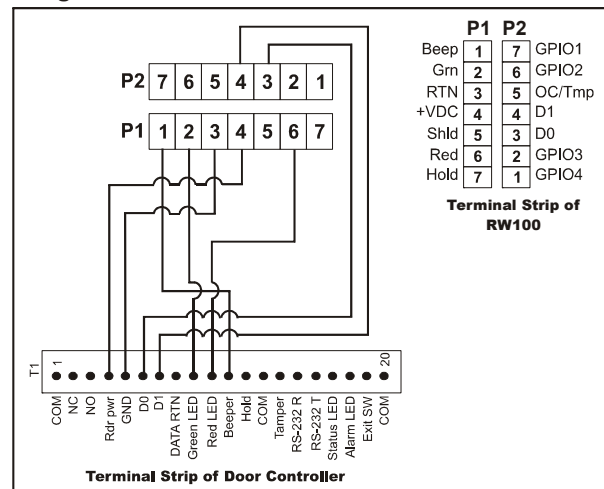 P1 P2
Beep 1 7 GPIO1
Grn 2 6 GPIO2
RTN 3 5 OC/Tmp
+VDC 4 4 D1
Shld 5 3 D0
Red 6 2 GPIO3
Hold 7 1 GPIO4
Terminal Strip of
RW100
P2 7 6 5 4 3 2 1
P1 1 2 3 4 5 6 7
T1
1
20
COM
NC
NO
Rdr pwr
GND
D0
D1
DATA RTN
Green LED
Red LED
Beeper
Hold
COM
Tamper
RS-232 R
RS-232 T
Status LED
Alarm LED
Exit SW
COM
Terminal Strip of Door Controller